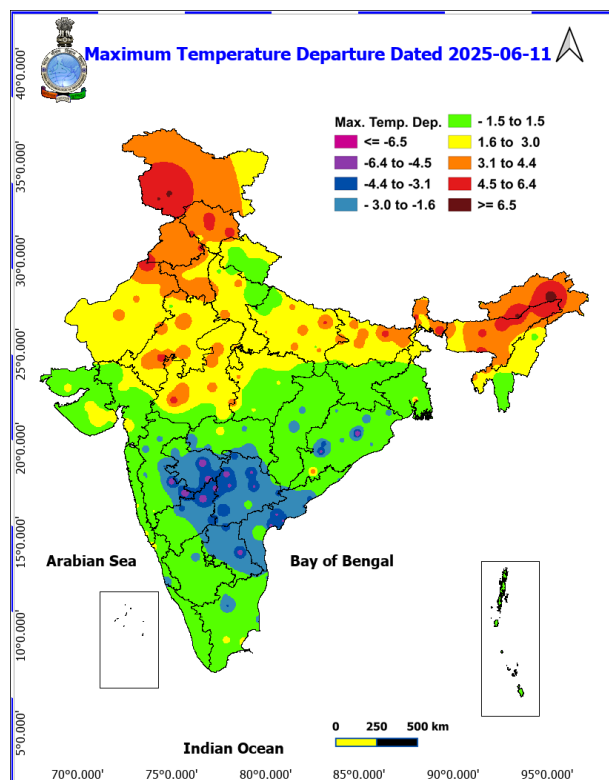 Maximum Temperature Departure Dated 2025-06-11
40°0.000'
35°0.000'
30°0.000'
25°0.000'
20°0.000'
15°0.000'
10°0.000'
5°0.000'
Max. Temp. Dep.
<= -6.5
-6.4 to -4.5
-4.4 to -3.1
- 3.0 to -1.6
- 1.5 to 1.5
1.6 to 3.0
3.1 to 4.4
4.5 to 6.4
>= 6.5
Arabian Sea
Bay of Bengal
Indian Ocean
0 250 500 km
70°0.000' 75°0.000' 80°0.000' 85°0.000' 90°0.000' 95°0.000'